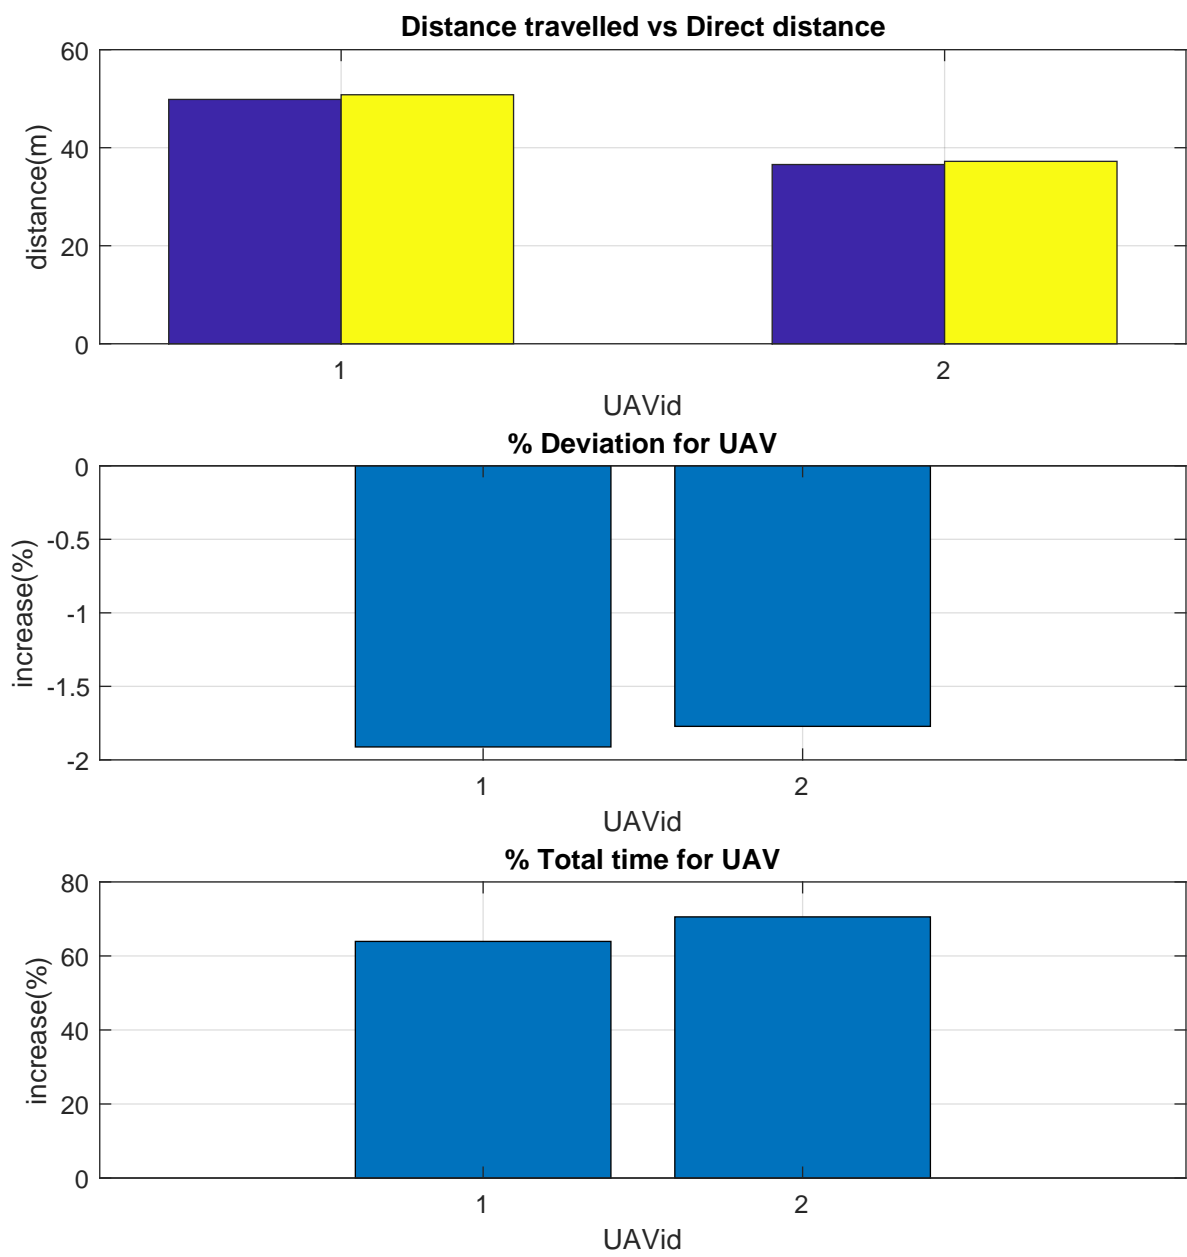 Distance travelled vs Direct distance
60
40
20
0
distance(m)
1
2
UAVid
% Deviation for UAV
0
-0.5
-1
-1.5
-2
increase(%)
1
2
UAVid
% Total time for UAV
80
60
40
20
0
increase(%)
1
2
UAVid